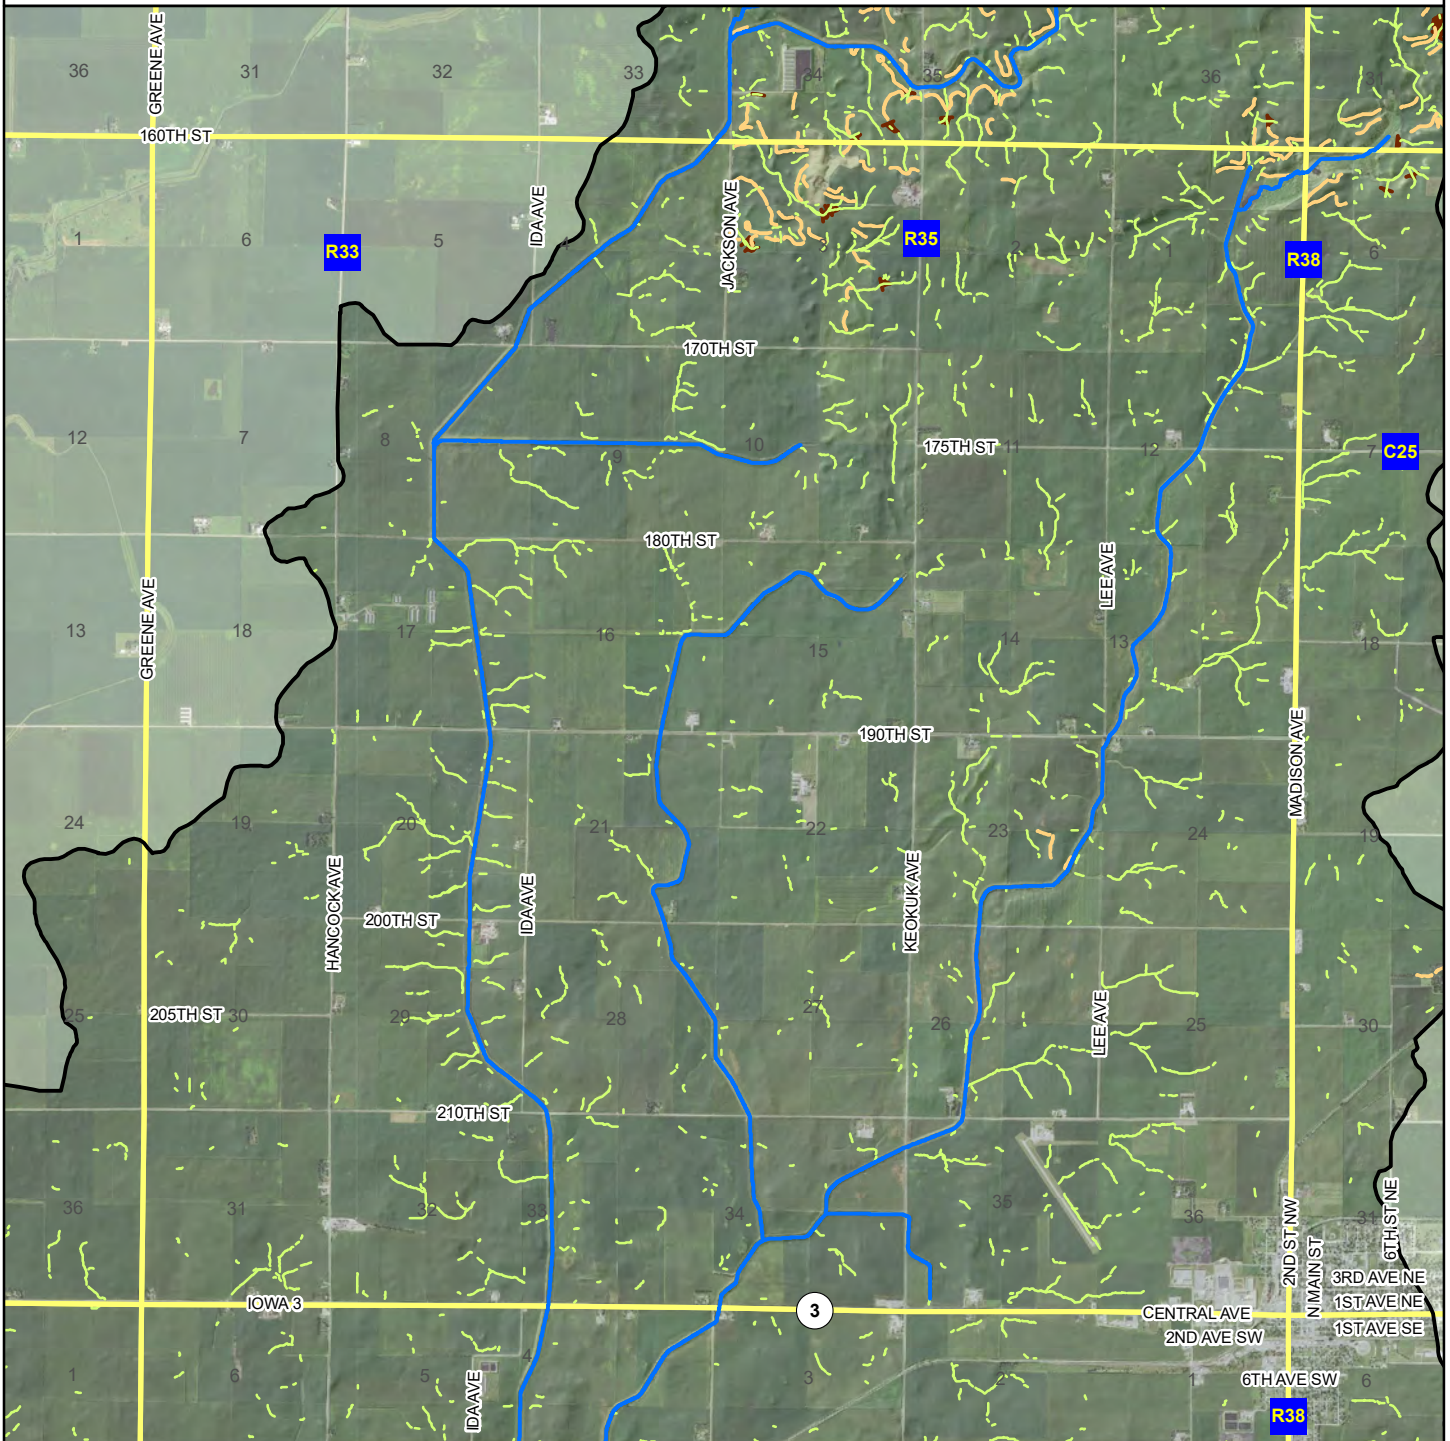 36
31
32
33
34
35
36
31
GREENE AVE
160TH ST
IDA AVE
JACKSON AVE
1
6
R33
5
4
3
R35
2
1
R38
6
170TH ST
12
7
8
9
10
175TH ST
11
12
7
C25
180TH ST
GREENE AVE
LEE AVE
13
18
17
16
15
14
13
18
190TH ST
MADISON AVE
24
19
20
21
22
23
24
19
HANCOCK AVE
200TH ST
IDA AVE
KEOKUK AVE
25
205TH ST
30
29
28
27
26
LEE AVE
25
30
210TH ST
36
31
32
33
34
35
36
31
2ND ST NW
N MAIN ST
6TH ST NE
3RD AVE NE
IOWA 3
3
CENTRAL AVE
1ST AVE NE
2ND AVE SW
1ST AVE SE
1
6
5
4
IDA AVE
3
2
1
6TH AVE SW
6
R38